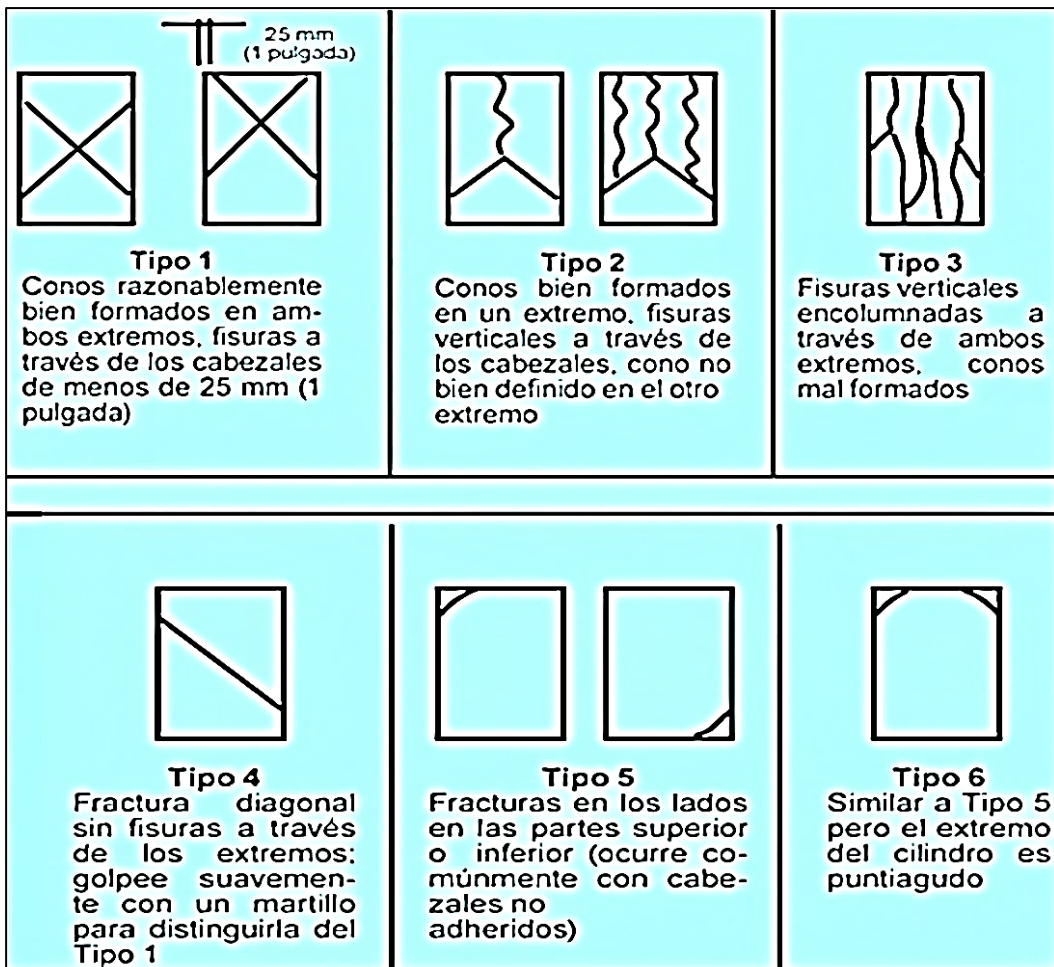 25 mm
(1 pulgada)
Tipo 1
Conos razonablemente
bien formados en am-
bos extremos, fisuras a
través de los cabezales
de menos de 25 mm (1
pulgada)
Tipo 2
Conos bien formados
en un extremo, fisuras
verticales a través de
los cabezales, cono no
bien definido en el otro
extremo
Tipo 3
Fisuras verticales
encolumnadas a
través de ambos
extremos, conos
mal formados
Tipo 4
Fractura diagonal
sin fisuras a través
de los extremos;
golpee suavemen-
te con un martillo
para distinguirla del
Tipo 1
Tipo 5
Fracturas en los lados
en las partes superior
o inferior (ocurre co-
múnmente con cabe-
zales no
adheridos)
Tipo 6
Similar a Tipo 5
pero el extremo
del cilindro es
puntiagudo